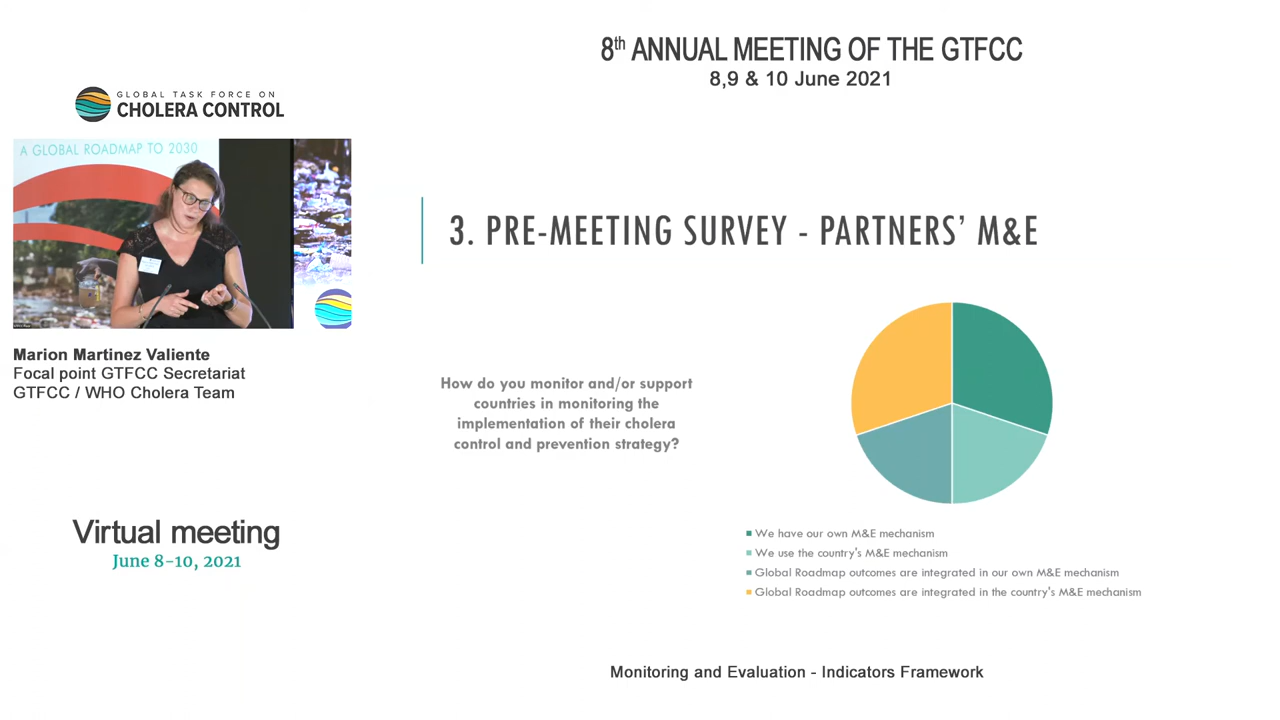 8th ANNUAL MEETING OF THE GTFCC
8,9 & 10 June 2021
GLOBAL TASK FORCE ON
CHOLERA CONTROL
A GLOBAL ROADMAP TO 2030
3. PRE-MEETING SURVEY - PARTNERS’ M&E
Marion Martinez Valiente
Focal point GTFCC Secretariat
GTFCC / WHO Cholera Team
How do you monitor and/or support
countries in monitoring the
implementation of their cholera
control and prevention strategy?
Virtual meeting
June 8-10, 2021
We have our own M&E mechanism
We use the country's M&E mechanism
Global Roadmap outcomes are integrated in our own M&E mechanism
Global Roadmap outcomes are integrated in the country's M&E mechanism
Monitoring and Evaluation - Indicators Framework